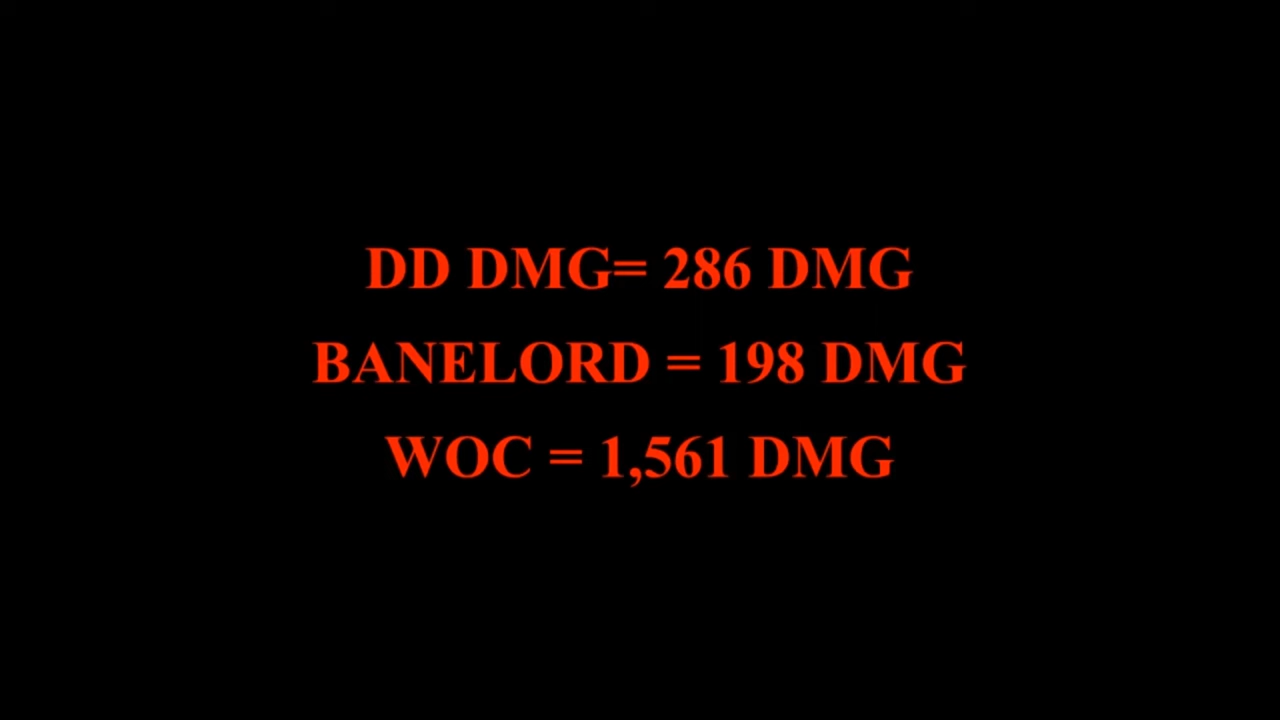 DD DMG= 286 DMG
BANELORD = 198 DMG
WOC = 1,561 DMG